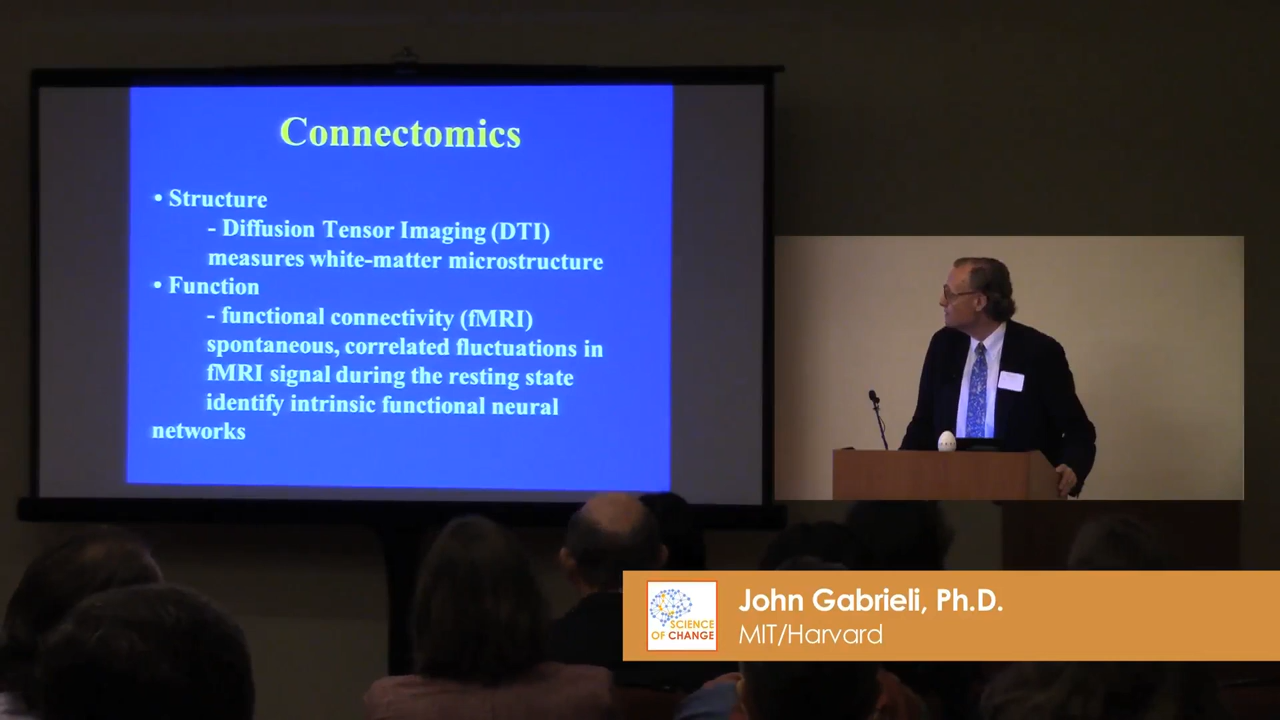 Connectomics
• Structure
- Diffusion Tensor Imaging (DTI)
measures white-matter microstructure
• Function
- functional connectivity (fMRI)
spontaneous, correlated fluctuations in
fMRI signal during the resting state
identify intrinsic functional neural
networks
SCIENCE
OF CHANGE
John Gabrieli, Ph.D.
MIT/Harvard